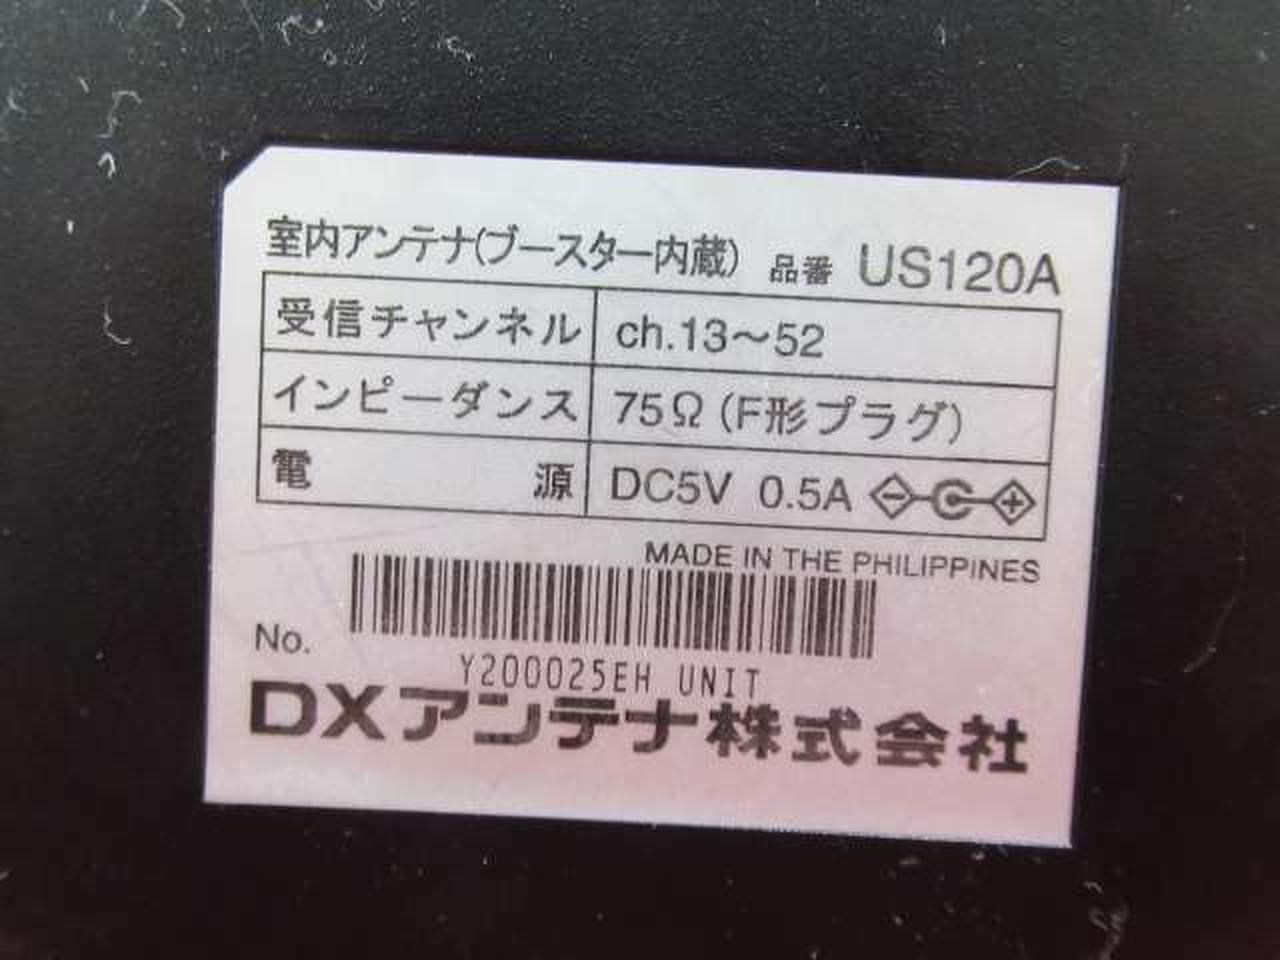 室内アンテナ(ブースター内蔵) 品番 US120A
受信チャンネル ch.13～52
インピーダンス 75Ω (F形プラグ)
電源 DC5V 0.5A
MADE IN THE PHILIPPINES
No.
Y200025EH UNIT
DXアンテナ株式会社